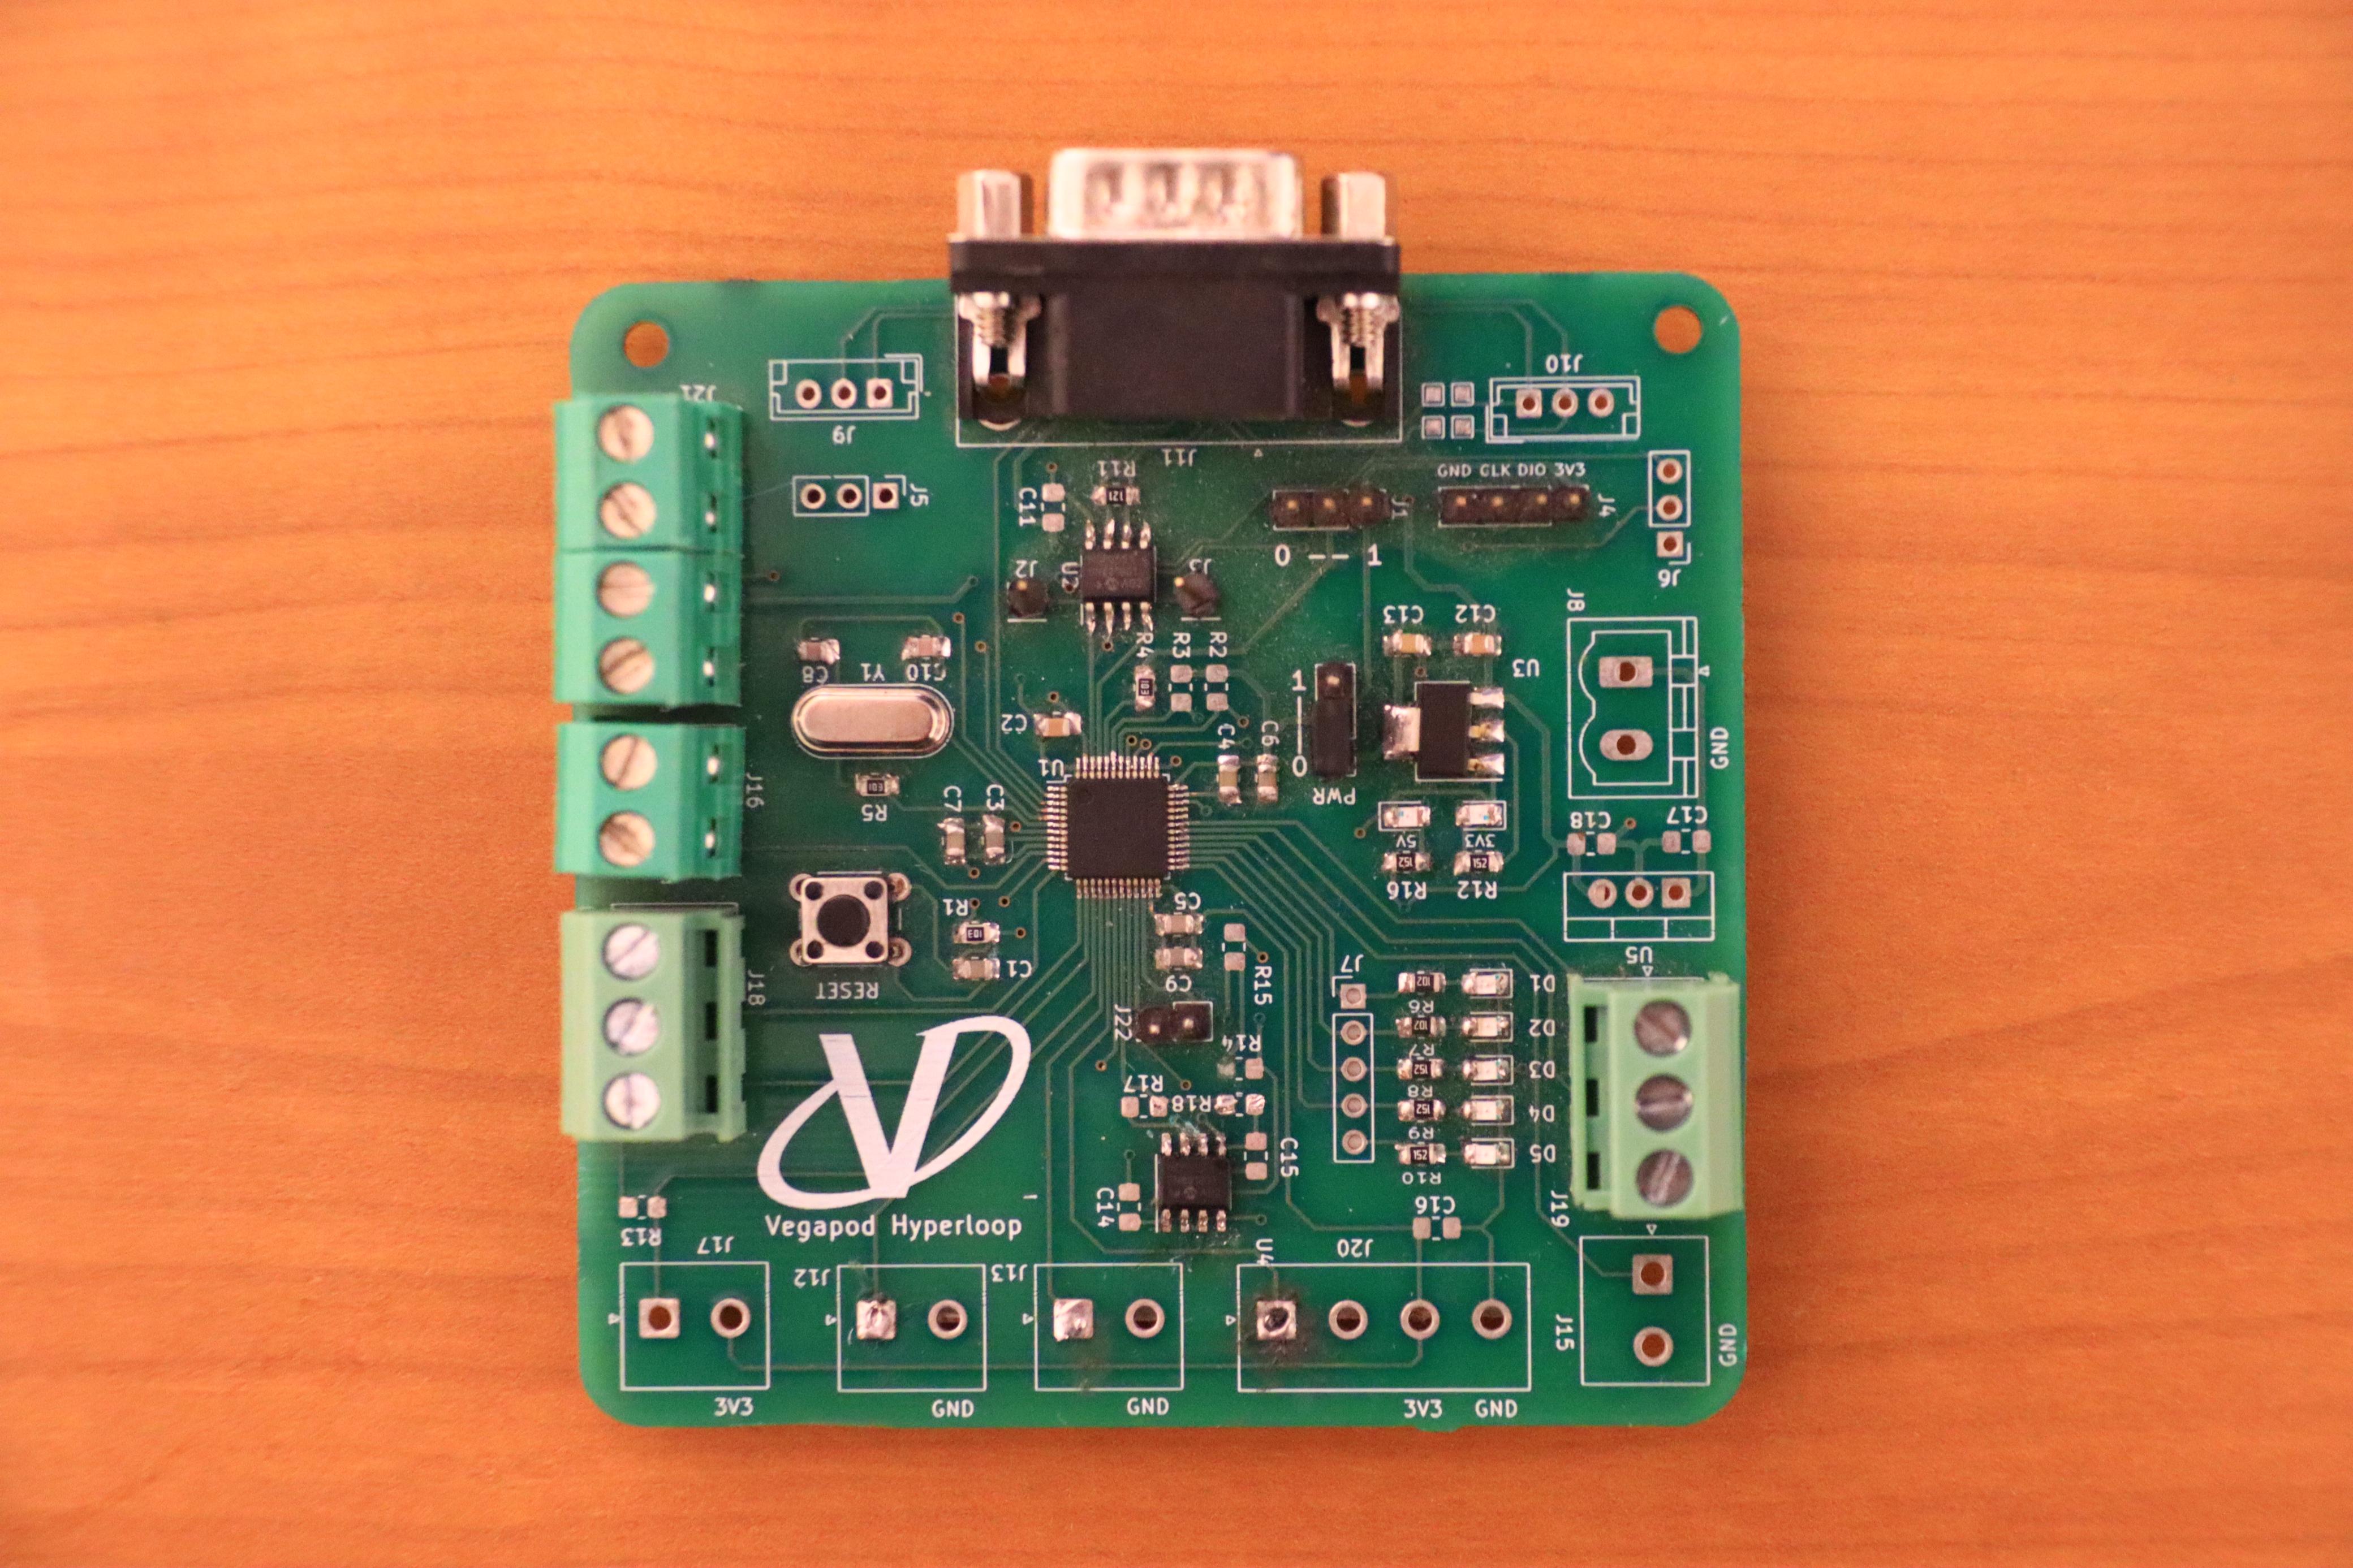 J10
J21
J9
GND CLK DIO 3V3
J11
R11
J5
C11
J1
J4
0 -- 1
J6
J2
U2
J3
J8
C13
C12
R4
R3
R2
U3
C8
Y1
C10
1
C2
C4
C6
GND
U1
0
J16
PWR
C7
C3
R5
5V
3V3
C18
C17
R16
R12
R1
C5
U5
J18
RESET
C1
C9
R15
J7
D1
R6
D2
J22
R14
R7
D3
R17
R18
R8
D4
R9
C15
D5
R10
C14
C16
J19
Vegapod Hyperloop
R13
J17
U4
J20
J12
J13
J15
GND
3V3
GND
GND
3V3
GND